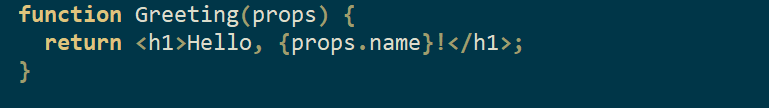 function Greeting(props) {
  return <h1>Hello, {props.name}!</h1>;
}